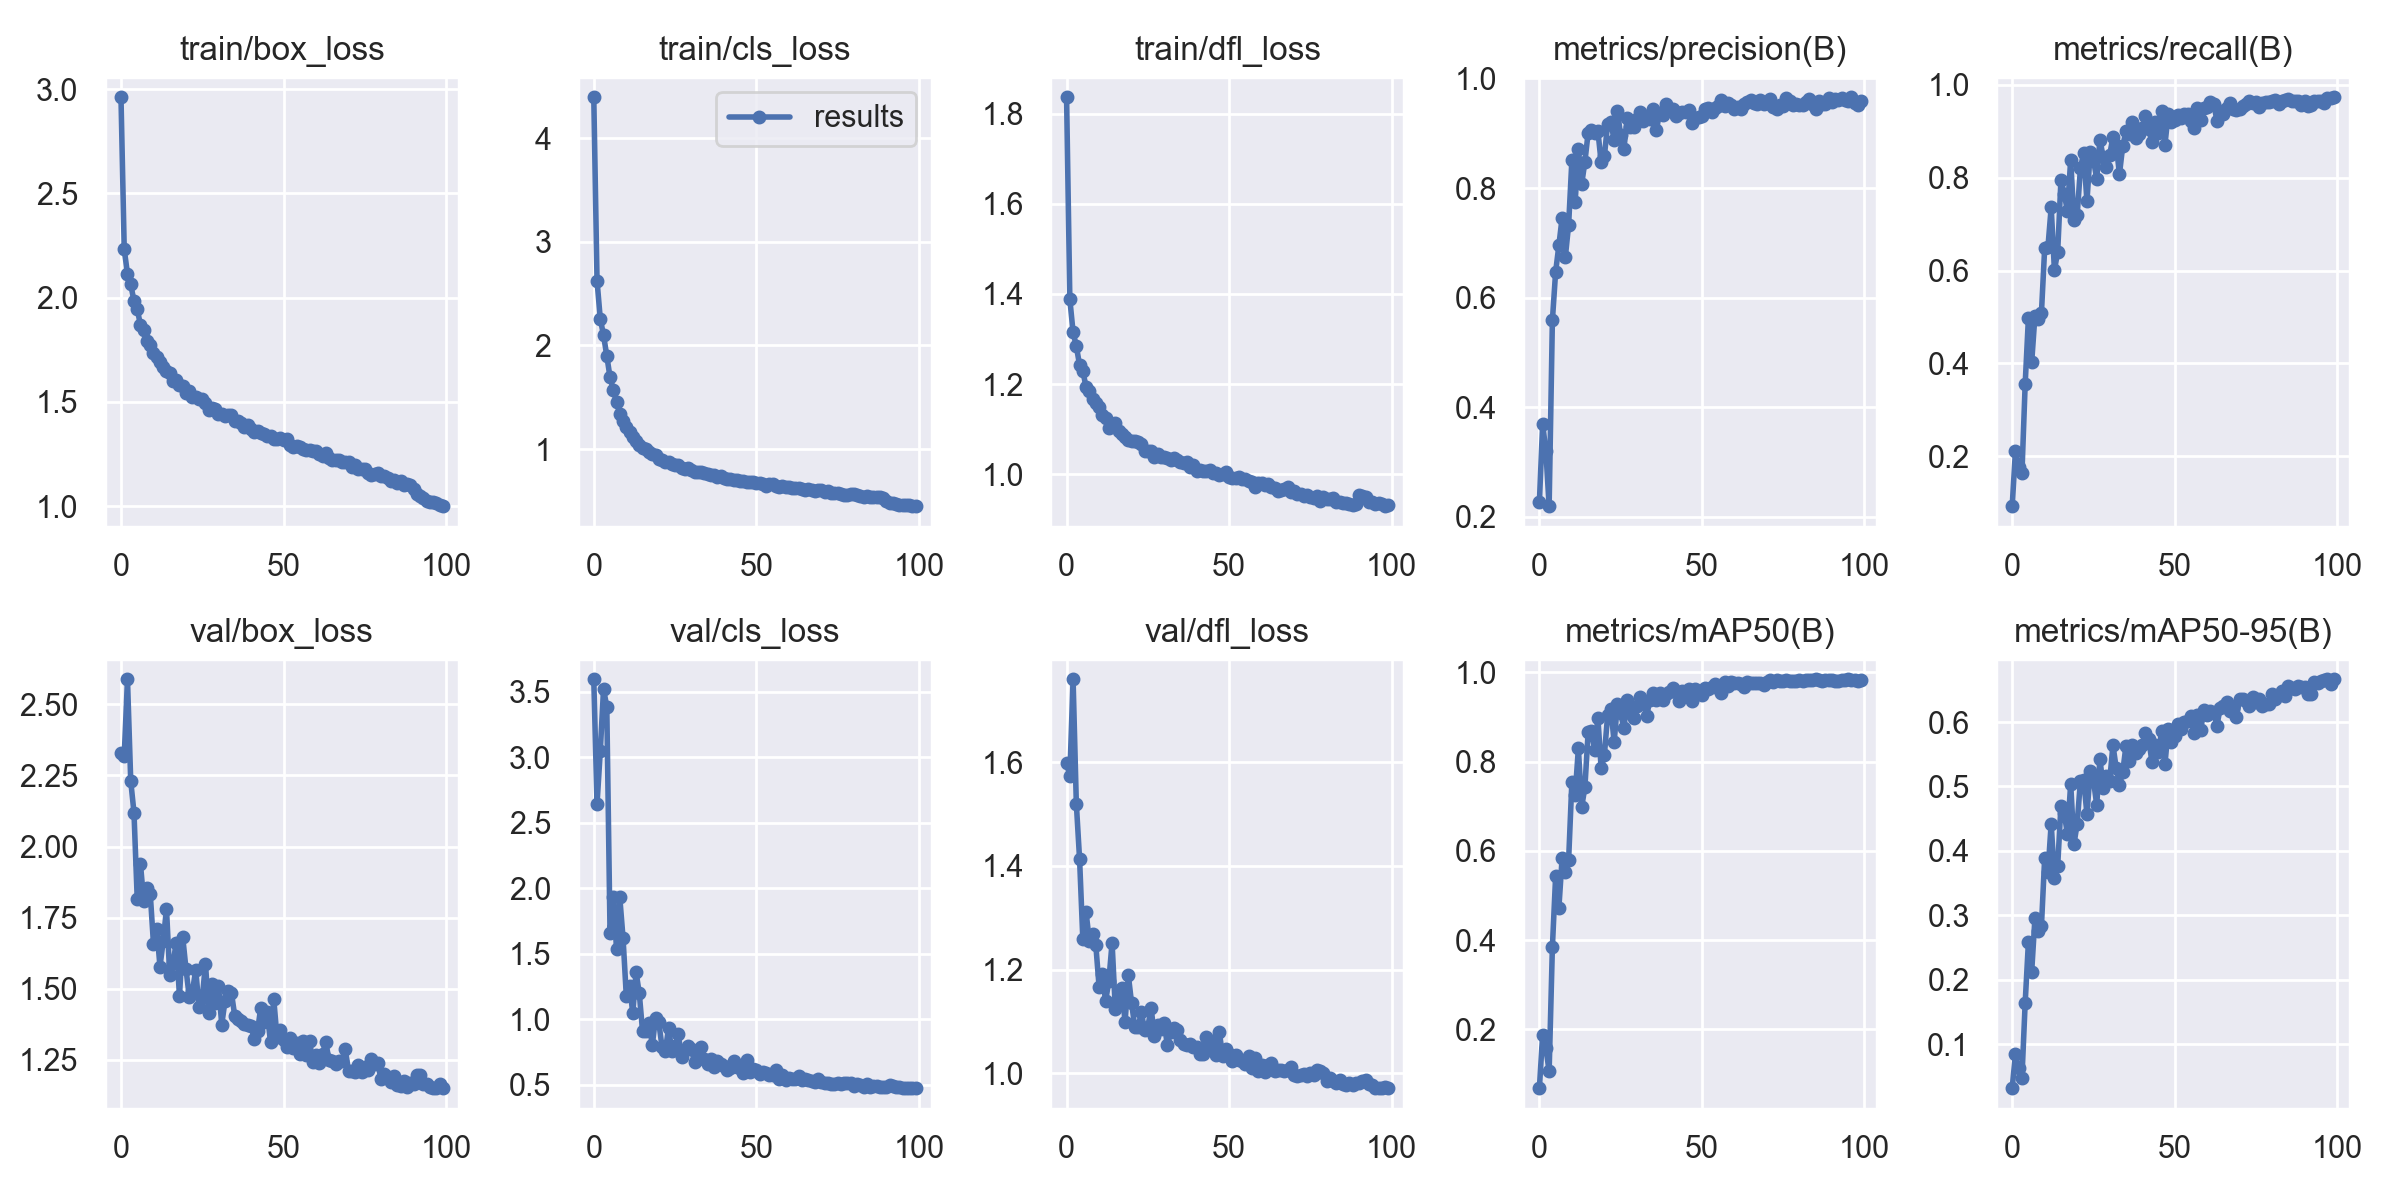 train/box_loss
3.0
2.5
2.0
1.5
1.0
0 50 100
train/cls_loss
results
4
3
2
1
0 50 100
train/dfl_loss
1.8
1.6
1.4
1.2
1.0
0 50 100
metrics/precision(B)
1.0
0.8
0.6
0.4
0.2
0 50 100
metrics/recall(B)
1.0
0.8
0.6
0.4
0.2
0 50 100
val/box_loss
2.50
2.25
2.00
1.75
1.50
1.25
0 50 100
val/cls_loss
3.5
3.0
2.5
2.0
1.5
1.0
0.5
0 50 100
val/dfl_loss
1.6
1.4
1.2
1.0
0 50 100
metrics/mAP50(B)
1.0
0.8
0.6
0.4
0.2
0 50 100
metrics/mAP50-95(B)
0.6
0.5
0.4
0.3
0.2
0.1
0 50 100